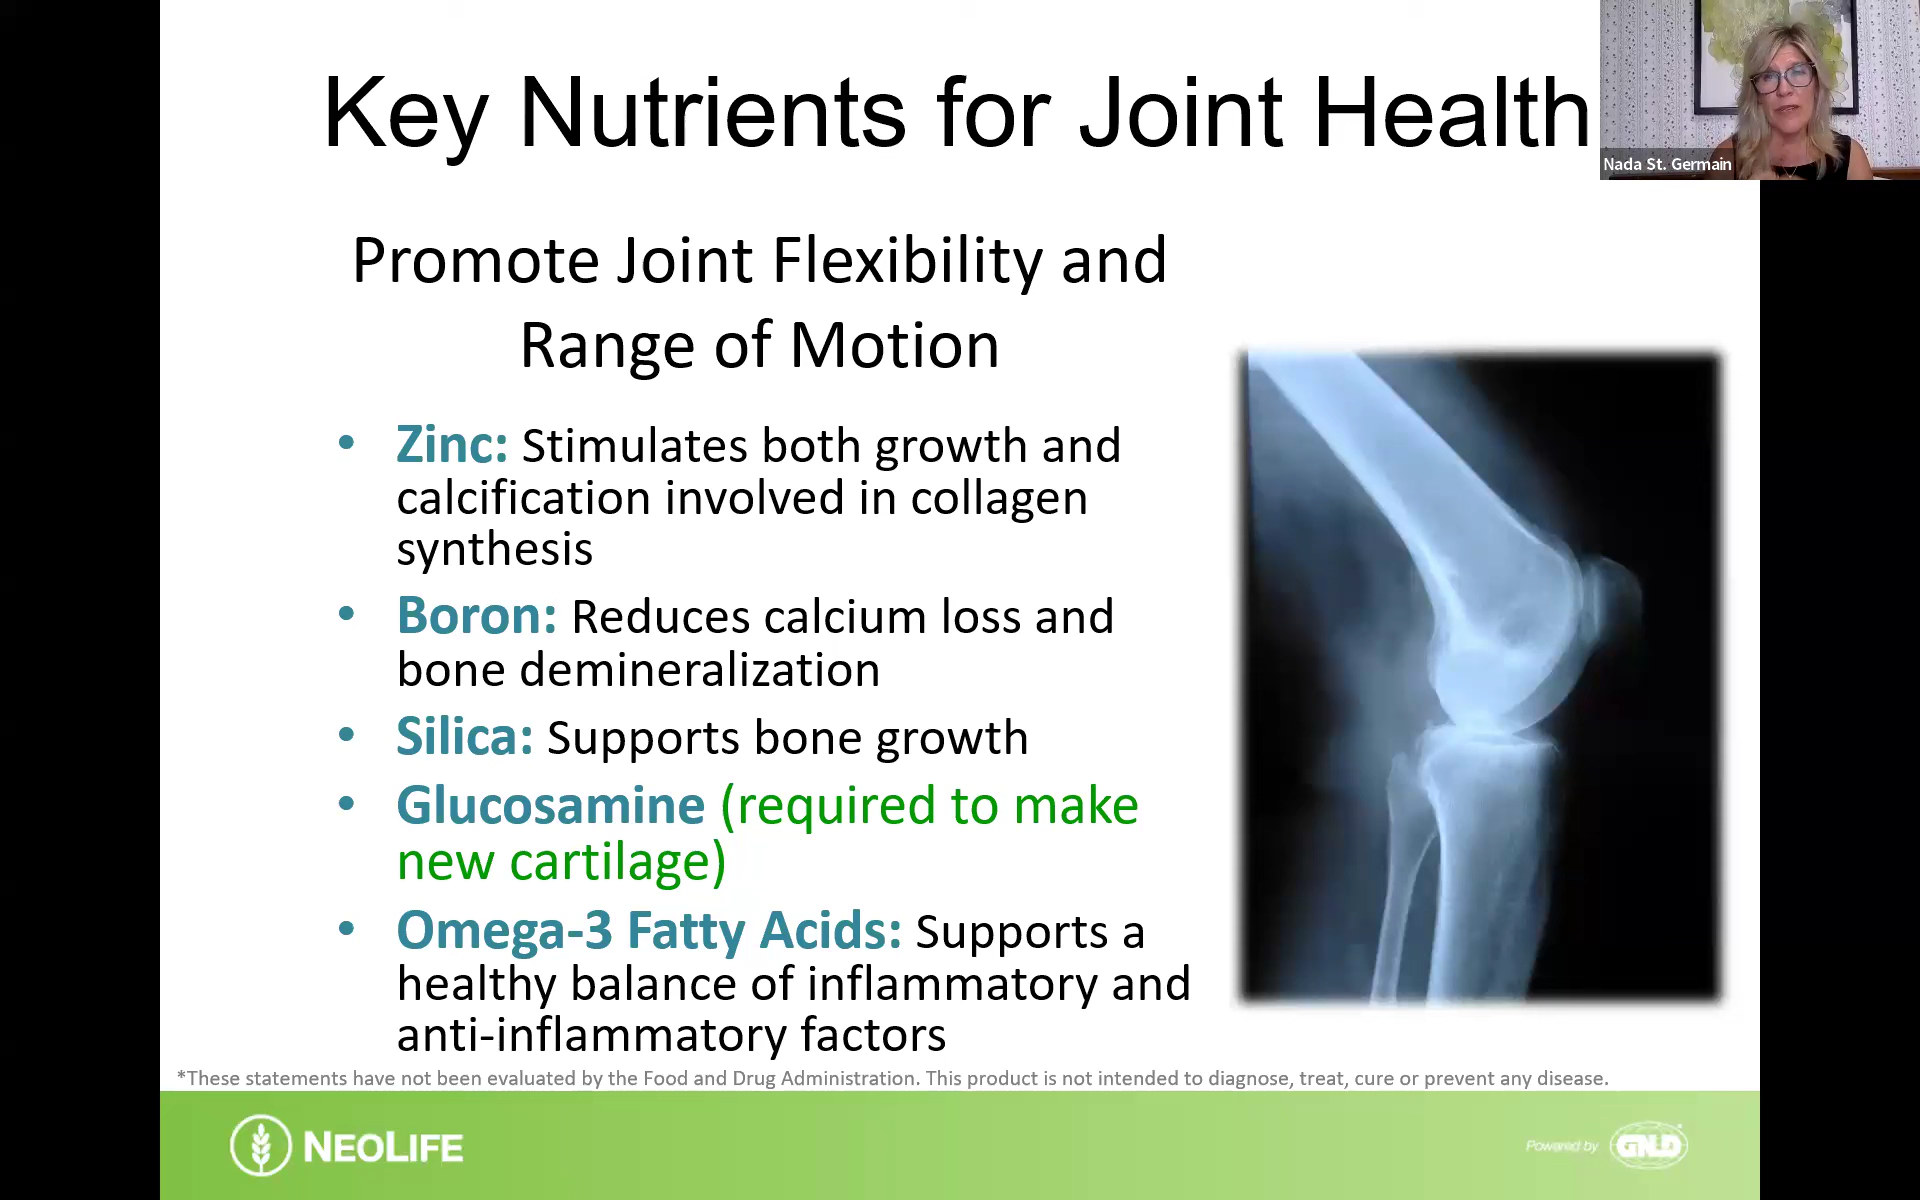 Key Nutrients for Joint Health
Nada St. Germain
Promote Joint Flexibility and
Range of Motion
• Zinc: Stimulates both growth and
calcification involved in collagen
synthesis
• Boron: Reduces calcium loss and
bone demineralization
• Silica: Supports bone growth
• Glucosamine (required to make
new cartilage)
• Omega-3 Fatty Acids: Supports a
healthy balance of inflammatory and
anti-inflammatory factors
*These statements have not been evaluated by the Food and Drug Administration. This product is not intended to diagnose, treat, cure or prevent any disease.
NEOLIFE
Powered by GNLD